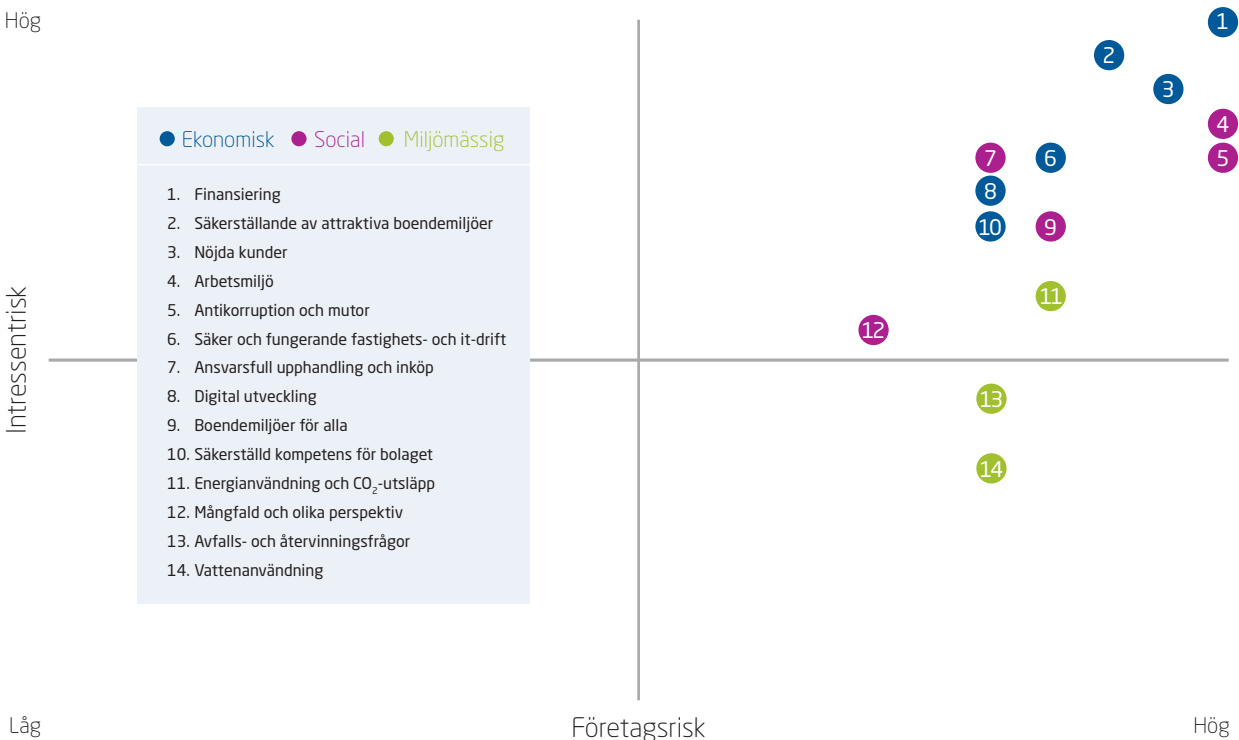 Hög
1
2
3
4
5
7
6
8
10
9
11
12
13
14
Ekonomisk Social Miljömässig
1. Finansiering
2. Säkerställande av attraktiva boendemiljöer
3. Nöjda kunder
4. Arbetsmiljö
5. Antikorruption och mutor
6. Säker och fungerande fastighets- och it-drift
7. Ansvarsfull upphandling och inköp
8. Digital utveckling
9. Boendemiljöer för alla
10. Säkerställd kompetens för bolaget
11. Energianvändning och CO₂-utsläpp
12. Mångfald och olika perspektiv
13. Avfalls- och återvinningsfrågor
14. Vattenanvändning
Intressentrisk
Låg
Företagsrisk
Hög